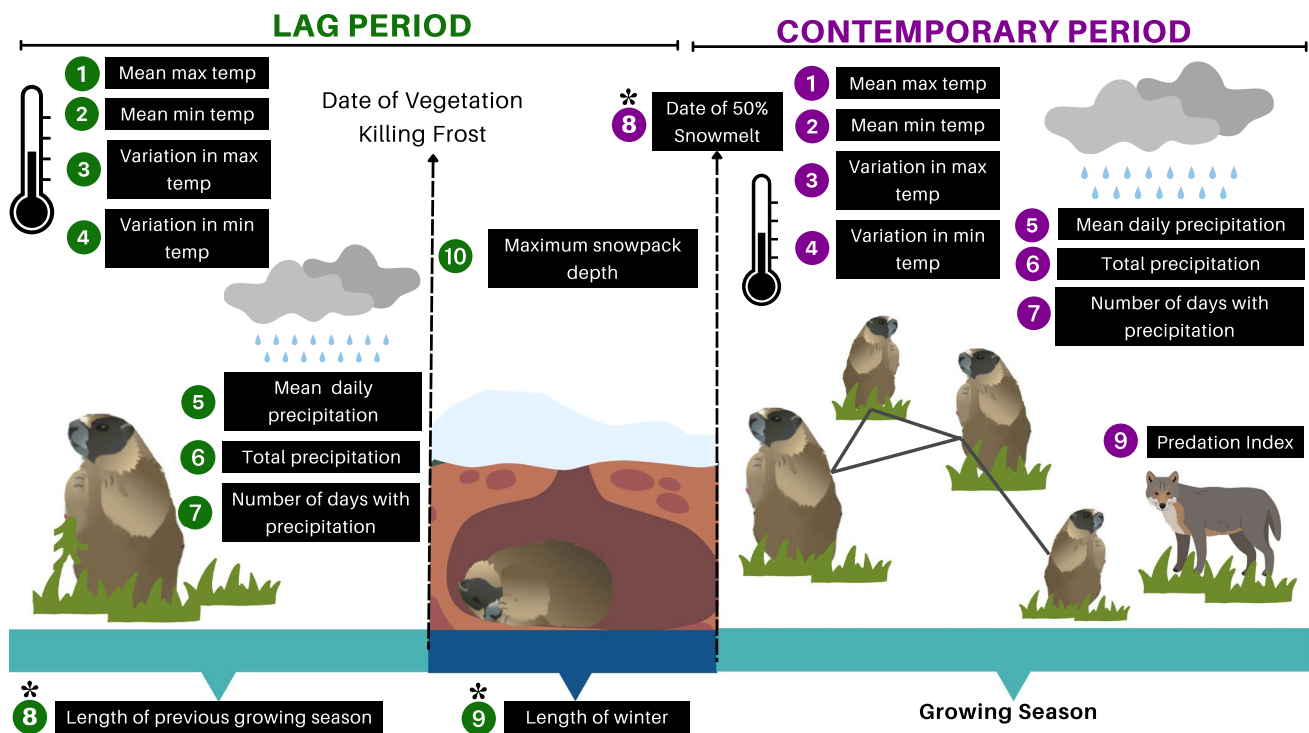 LAG PERIOD
1 Mean max temp
2 Mean min temp
3 Variation in max
temp
4 Variation in min
temp
Date of Vegetation
Killing Frost
10 Maximum snowpack
depth
5 Mean daily
precipitation
6 Total precipitation
7 Number of days with
precipitation
*
8 Length of previous growing season
*
9 Length of winter
CONTEMPORARY PERIOD
*
8 Date of 50%
Snowmelt
1 Mean max temp
2 Mean min temp
3 Variation in max
temp
4 Variation in min
temp
5 Mean daily precipitation
6 Total precipitation
7 Number of days with
precipitation
9 Predation Index
Growing Season